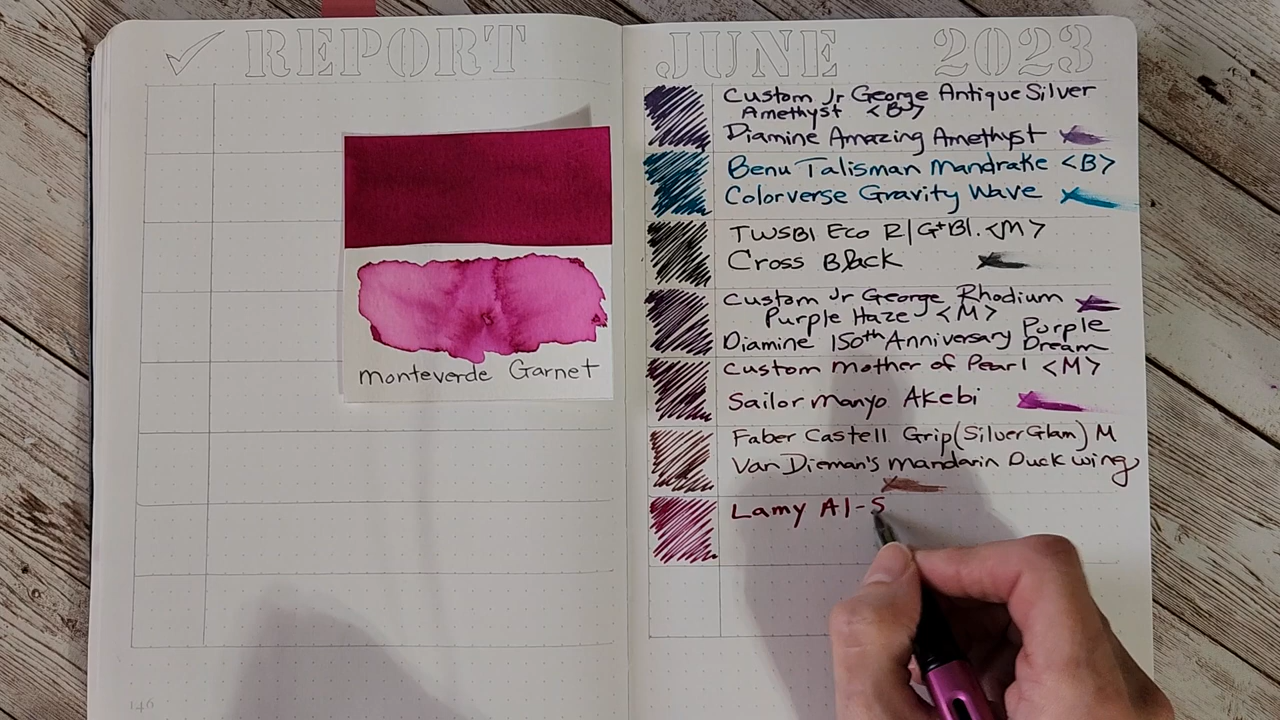 ✓ REPORT
JUNE 2023
monteverde Garnet
146
Custom Jr George Antique Silver
Amethyst <B>
Diamine Amazing Amethyst
Benu Talisman Mandrake <B>
Colorverse Gravity Wave
TWSBI Eco R|G+Bl. <M>
Cross Black
Custom Jr George Rhodium
Purple Haze <M>
Diamine 150th Anniversary Purple Dream
Custom Mother of Pearl <M>
Sailor Manyo Akebi
Faber Castell Grip (Silver Glam) M
Van Dieman's Mandarin Duck wing
Lamy Al-S